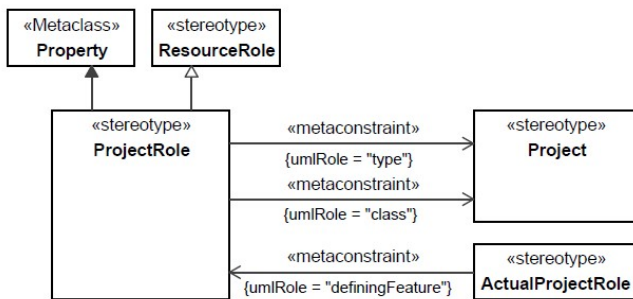 «Metaclass»
Property
«stereotype»
ResourceRole
«stereotype»
ProjectRole
«metaconstraint»
{umlRole = "type"}
«metaconstraint»
{umlRole = "class"}
«stereotype»
Project
«metaconstraint»
{umlRole = "definingFeature"}
«stereotype»
ActualProjectRole